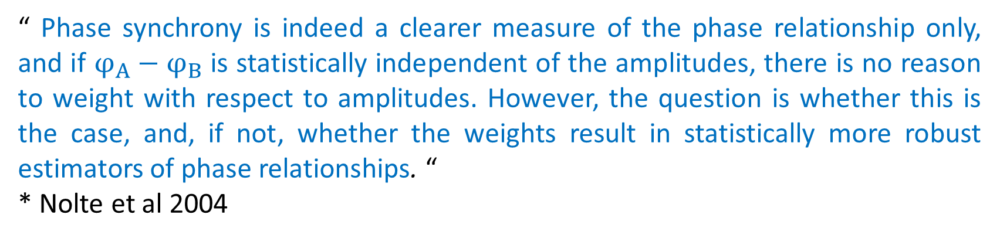 “ Phase synchrony is indeed a clearer measure of the phase relationship only,
and if φA − φB is statistically independent of the amplitudes, there is no reason
to weight with respect to amplitudes. However, the question is whether this is
the case, and, if not, whether the weights result in statistically more robust
estimators of phase relationships. “
* Nolte et al 2004